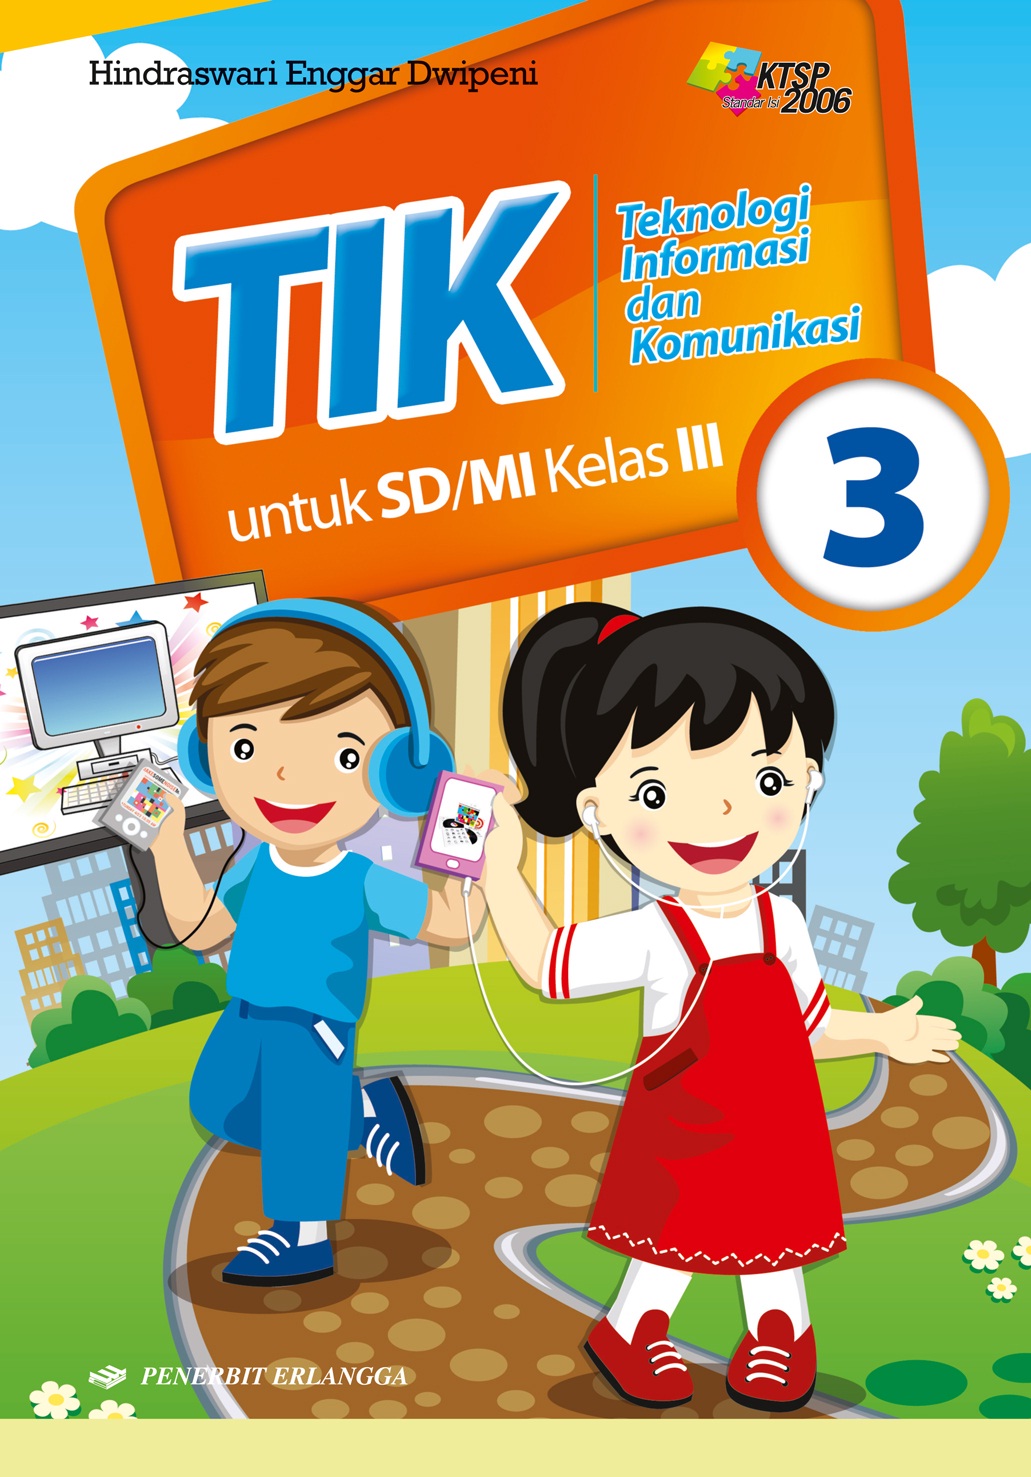 Hindraswari Enggar Dwipeni
KTSP
Standar Isi 2006
TIK
Teknologi
Informasi
dan
Komunikasi
untuk SD/MI Kelas III
3
PENERBIT ERLANGGA